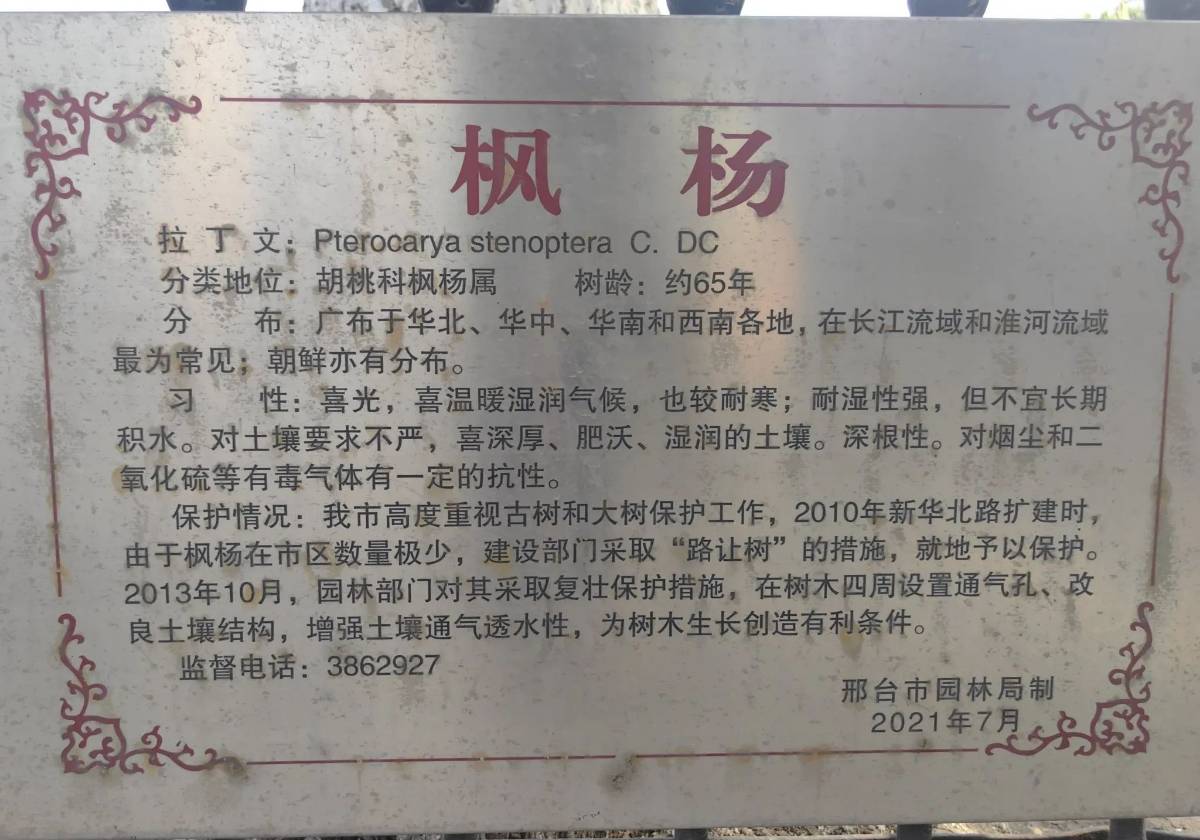 枫 杨
拉 丁 文：Pterocarya stenoptera C. DC
分类地位：胡桃科枫杨属 树龄：约65年
分 布：广布于华北、华中、华南和西南各地，在长江流域和淮河流域
最为常见；朝鲜亦有分布。
习 性：喜光，喜温暖湿润气候，也较耐寒；耐湿性强，但不宜长期
积水。对土壤要求不严，喜深厚、肥沃、湿润的土壤。深根性。对烟尘和二
氧化硫等有毒气体有一定的抗性。
保护情况：我市高度重视古树和大树保护工作，2010年新华北路扩建时，
由于枫杨在市区数量极少，建设部门采取“路让树”的措施，就地予以保护。
2013年10月，园林部门对其采取复壮保护措施，在树木四周设置通气孔、改
良土壤结构，增强土壤通气透水性，为树木生长创造有利条件。
监督电话：3862927
邢台市园林局制
2021年7月